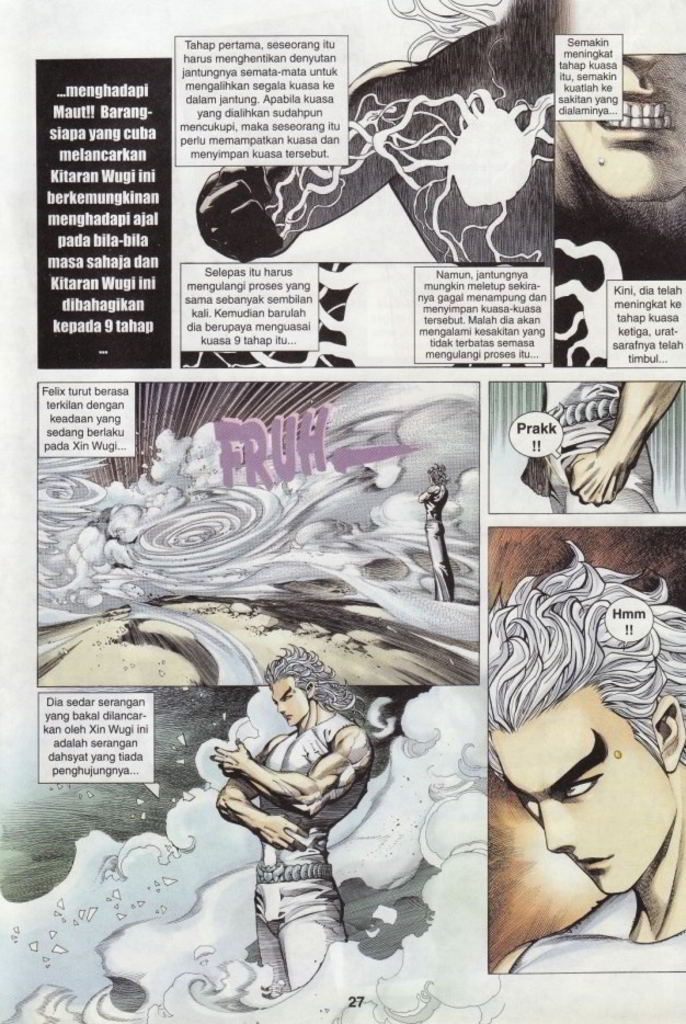 ...menghadapi
Maut!! Barang-
siapa yang cuba
melancarkan
Kitaran Wugi ini
berkemungkinan
menghadapi ajal
pada bila-bila
masa sahaja dan
Kitaran Wugi ini
dibahagikan
kepada 9 tahap
...
Tahap pertama, seseorang itu
harus menghentikan denyutan
jantungnya semata-mata untuk
mengalihkan segala kuasa ke
dalam jantung. Apabila kuasa
yang dialihkan sudahpun
mencukupi, maka seseorang itu
perlu memampatkan kuasa dan
menyimpan kuasa tersebut.
Semakin
meningkat
tahap kuasa
itu, semakin
kuatlah ke
sakitan yang
dialaminya...
Selepas itu harus
mengulangi proses yang
sama sebanyak sembilan
kali. Kemudian barulah
dia berupaya menguasai
kuasa 9 tahap itu...
Namun, jantungnya
mungkin meletup sekira-
nya gagal menampung dan
menyimpan kuasa-kuasa
tersebut. Malah dia akan
mengalami kesakitan yang
tidak terbatas semasa
mengulangi proses itu...
Kini, dia telah
meningkat ke
tahap kuasa
ketiga, urat-
sarafnya telah
timbul...
Felix turut berasa
terkilan dengan
keadaan yang
sedang berlaku
pada Xin Wugi...
FRUH
Prakk
!!
Hmm
!!
Dia sedar serangan
yang bakal dilancar-
kan oleh Xin Wugi ini
adalah serangan
dahsyat yang tiada
penghujungnya...
27